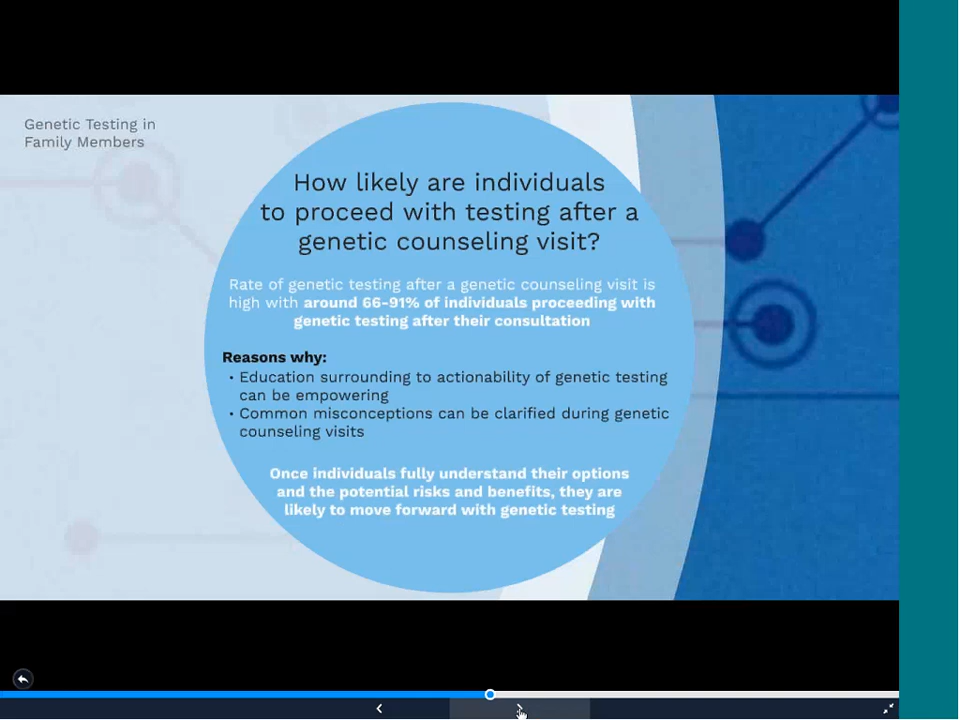 Genetic Testing in
Family Members
How likely are individuals
to proceed with testing after a
genetic counseling visit?
Rate of genetic testing after a genetic counseling visit is
high with around 66-91% of individuals proceeding with
genetic testing after their consultation
Reasons why:
• Education surrounding to actionability of genetic testing
can be empowering
• Common misconceptions can be clarified during genetic
counseling visits
Once individuals fully understand their options
and the potential risks and benefits, they are
likely to move forward with genetic testing